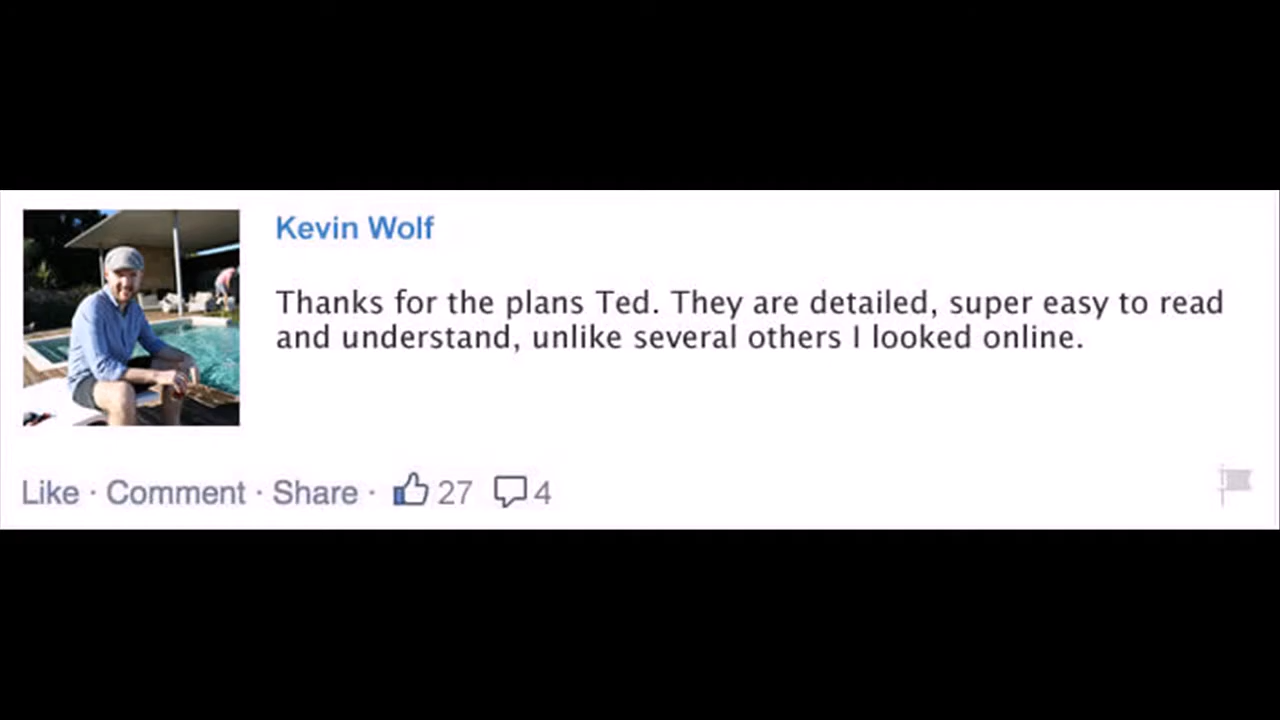 Kevin Wolf
Thanks for the plans Ted. They are detailed, super easy to read
and understand, unlike several others I looked online.
Like · Comment · Share · 27 4